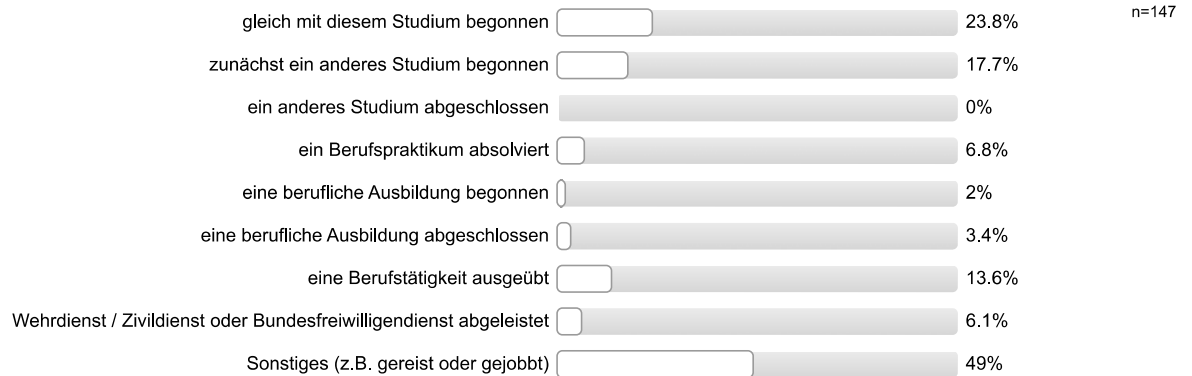 n=147
gleich mit diesem Studium begonnen 23.8%
zunächst ein anderes Studium begonnen 17.7%
ein anderes Studium abgeschlossen 0%
ein Berufspraktikum absolviert 6.8%
eine berufliche Ausbildung begonnen 2%
eine berufliche Ausbildung abgeschlossen 3.4%
eine Berufstätigkeit ausgeübt 13.6%
Wehrdienst / Zivildienst oder Bundesfreiwilligendienst abgeleistet 6.1%
Sonstiges (z.B. gereist oder gejobbt) 49%